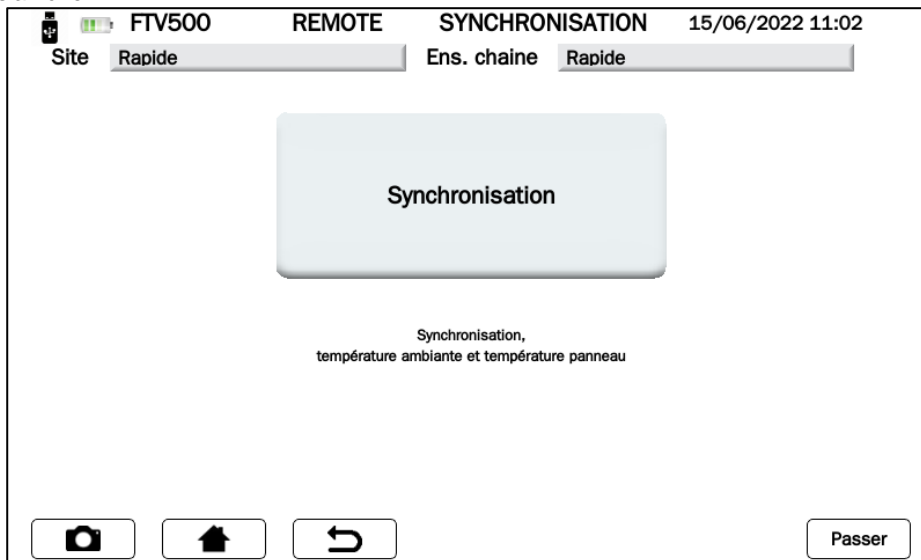 FTV500 REMOTE SYNCHRONISATION 15/06/2022 11:02
Site Rapide Ens. chaine Rapide
Synchronisation
Synchronisation,
température ambiante et température panneau
Passer